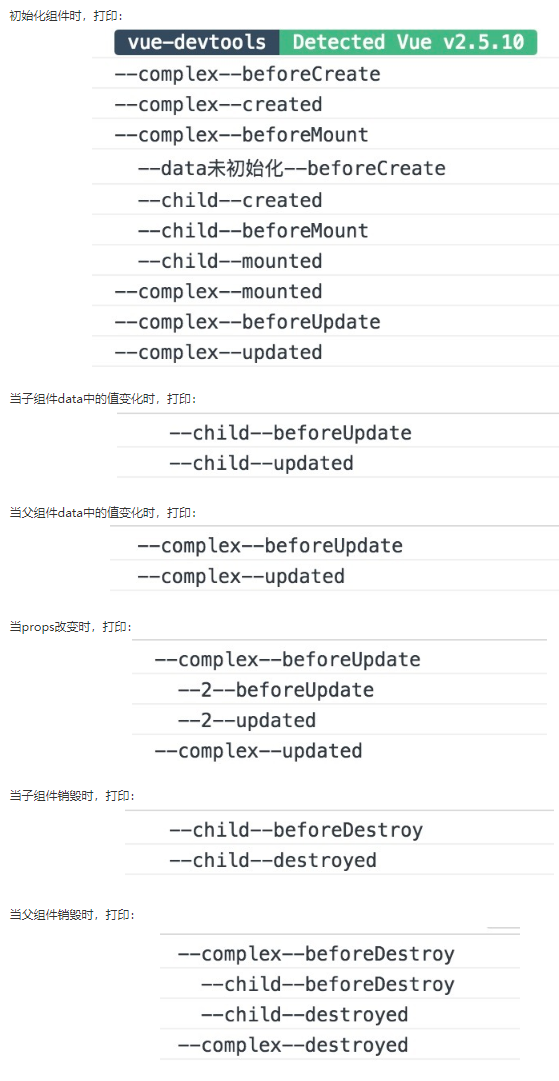 初始化组件时，打印：
vue-devtools Detected Vue v2.5.10
--complex--beforeCreate
--complex--created
--complex--beforeMount
--data未初始化--beforeCreate
--child--created
--child--beforeMount
--child--mounted
--complex--mounted
--complex--beforeUpdate
--complex--updated
当子组件data中的值变化时，打印：
--child--beforeUpdate
--child--updated
当父组件data中的值变化时，打印：
--complex--beforeUpdate
--complex--updated
当props改变时，打印：
--complex--beforeUpdate
--2--beforeUpdate
--2--updated
--complex--updated
当子组件销毁时，打印：
--child--beforeDestroy
--child--destroyed
当父组件销毁时，打印：
--complex--beforeDestroy
--child--beforeDestroy
--child--destroyed
--complex--destroyed